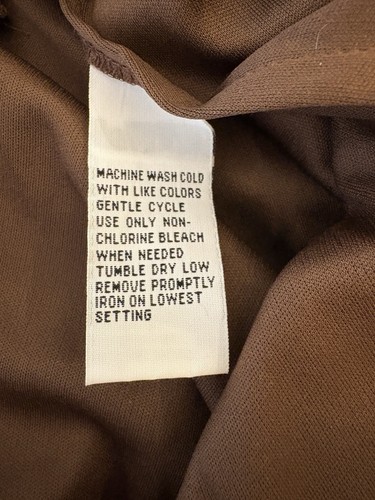 MACHINE WASH COLD
WITH LIKE COLORS
GENTLE CYCLE
USE ONLY NON-
CHLORINE BLEACH
WHEN NEEDED
TUMBLE DRY LOW
REMOVE PROMPTLY
IRON ON LOWEST
SETTING